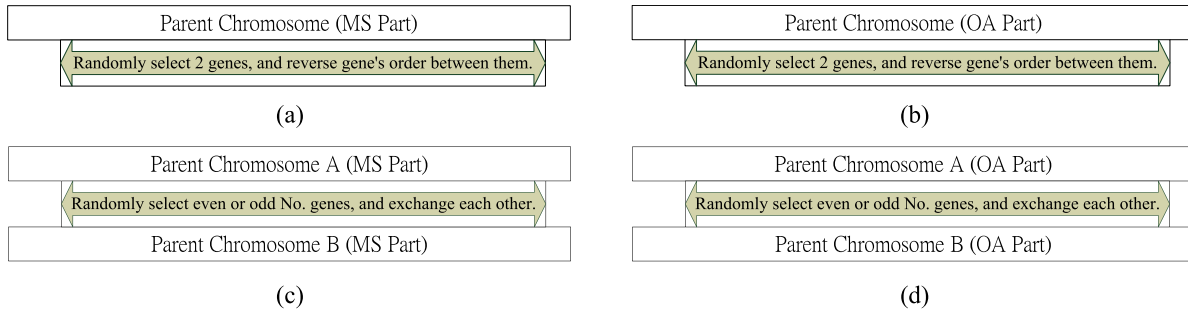 Parent Chromosome (MS Part)
Randomly select 2 genes, and reverse gene's order between them.
(a)
Parent Chromosome (OA Part)
Randomly select 2 genes, and reverse gene's order between them.
(b)
Parent Chromosome A (MS Part)
Randomly select even or odd No. genes, and exchange each other.
Parent Chromosome B (MS Part)
(c)
Parent Chromosome A (OA Part)
Randomly select even or odd No. genes, and exchange each other.
Parent Chromosome B (OA Part)
(d)